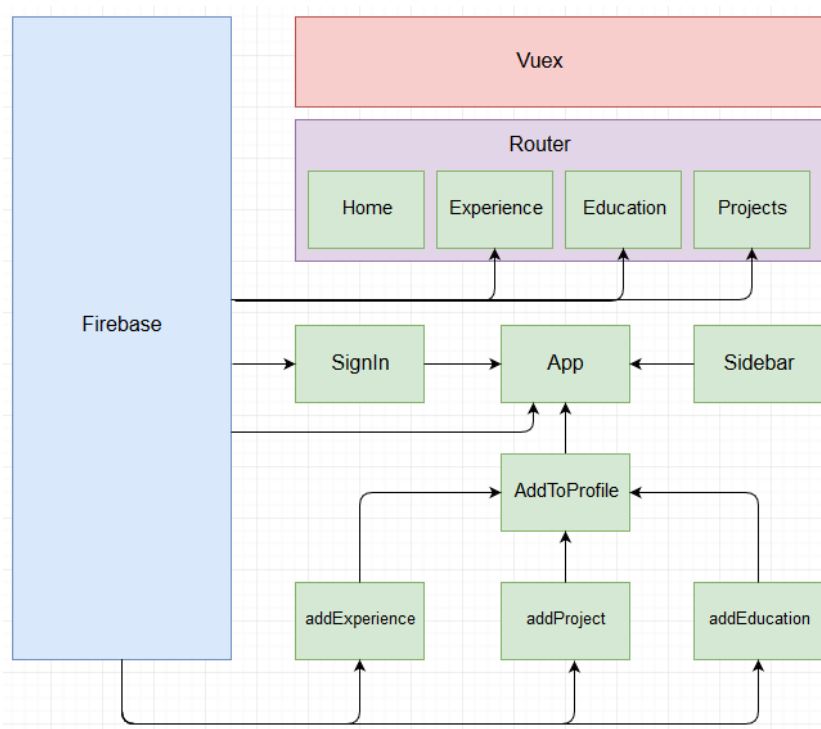 Vuex
Router
Home
Experience
Education
Projects
Firebase
SignIn
App
Sidebar
AddToProfile
addExperience
addProject
addEducation